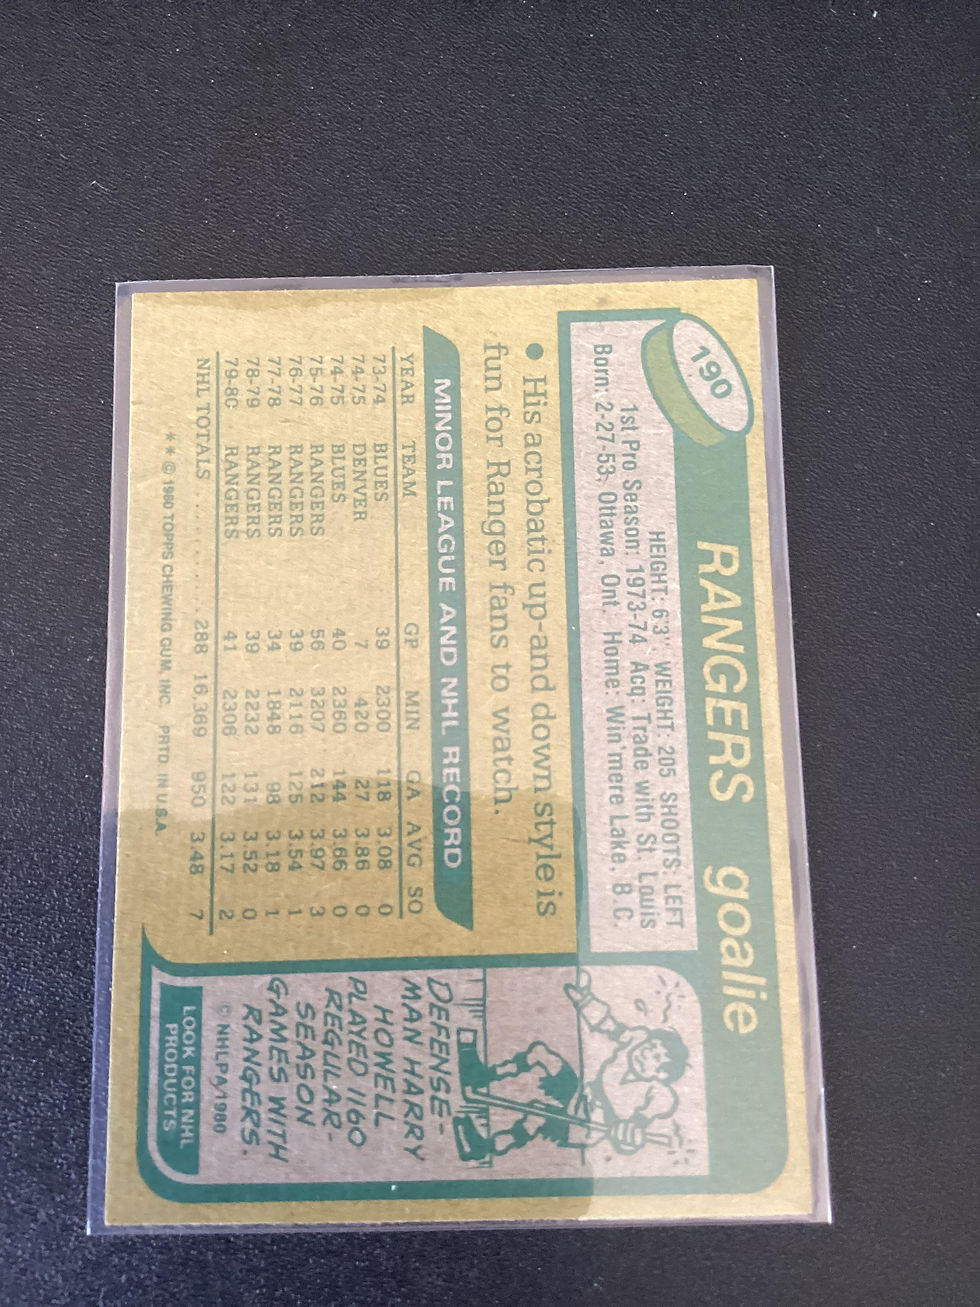 190
RANGERS goalie
HEIGHT: 6'3" WEIGHT: 205 SHOOTS: LEFT
1st Pro Season: 1973-74 Acq: Trade with St. Louis
Born: 2-27-53, Ottawa, Ont. Home: Win'mere Lake, B.C.
● His acrobatic up-and down style is
fun for Ranger fans to watch.
MINOR LEAGUE AND NHL RECORD
YEAR TEAM GP MIN GA AVG SO
73-74 BLUES 39 2300 118 3.08 0
74-75 DENVER 7 420 27 3.86 0
74-75 BLUES 40 2360 144 3.66 0
75-76 RANGERS 56 3207 212 3.97 3
76-77 RANGERS 39 2116 125 3.54 1
77-78 RANGERS 34 1848 98 3.18 1
78-79 RANGERS 39 2232 131 3.52 0
79-80 RANGERS 41 2306 122 3.17 2
NHL TOTALS .......... 288 16,369 950 3.48 7
** © 1980 TOPPS CHEWING GUM, INC. PRTD. IN U.S.A.
DEFENSE-
MAN HARRY
HOWELL
PLAYED 1160
REGULAR-
SEASON
GAMES WITH
RANGERS.
© NHLPA/1980
LOOK FOR NHL
PRODUCTS